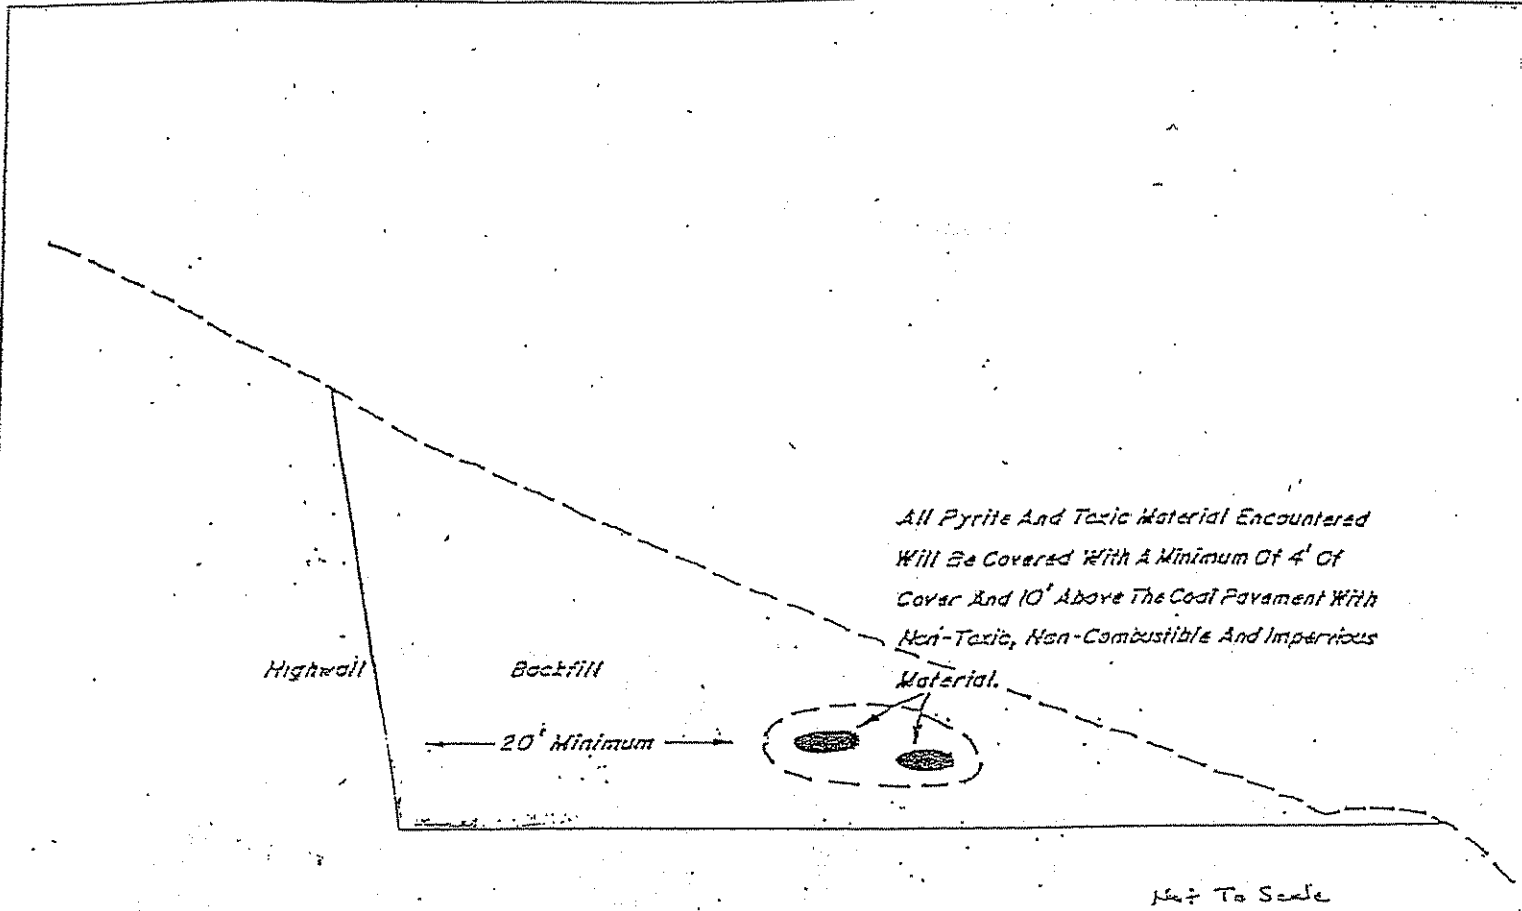 All Pyrite And Toxic Material Encountered
Will Be Covered With A Minimum Of 4' Of
Cover And 10' Above The Coal Pavement With
Non-Toxic, Non-Combustible And Impervious
Material.
Highwall
Backfill
20' Minimum
Not To Scale